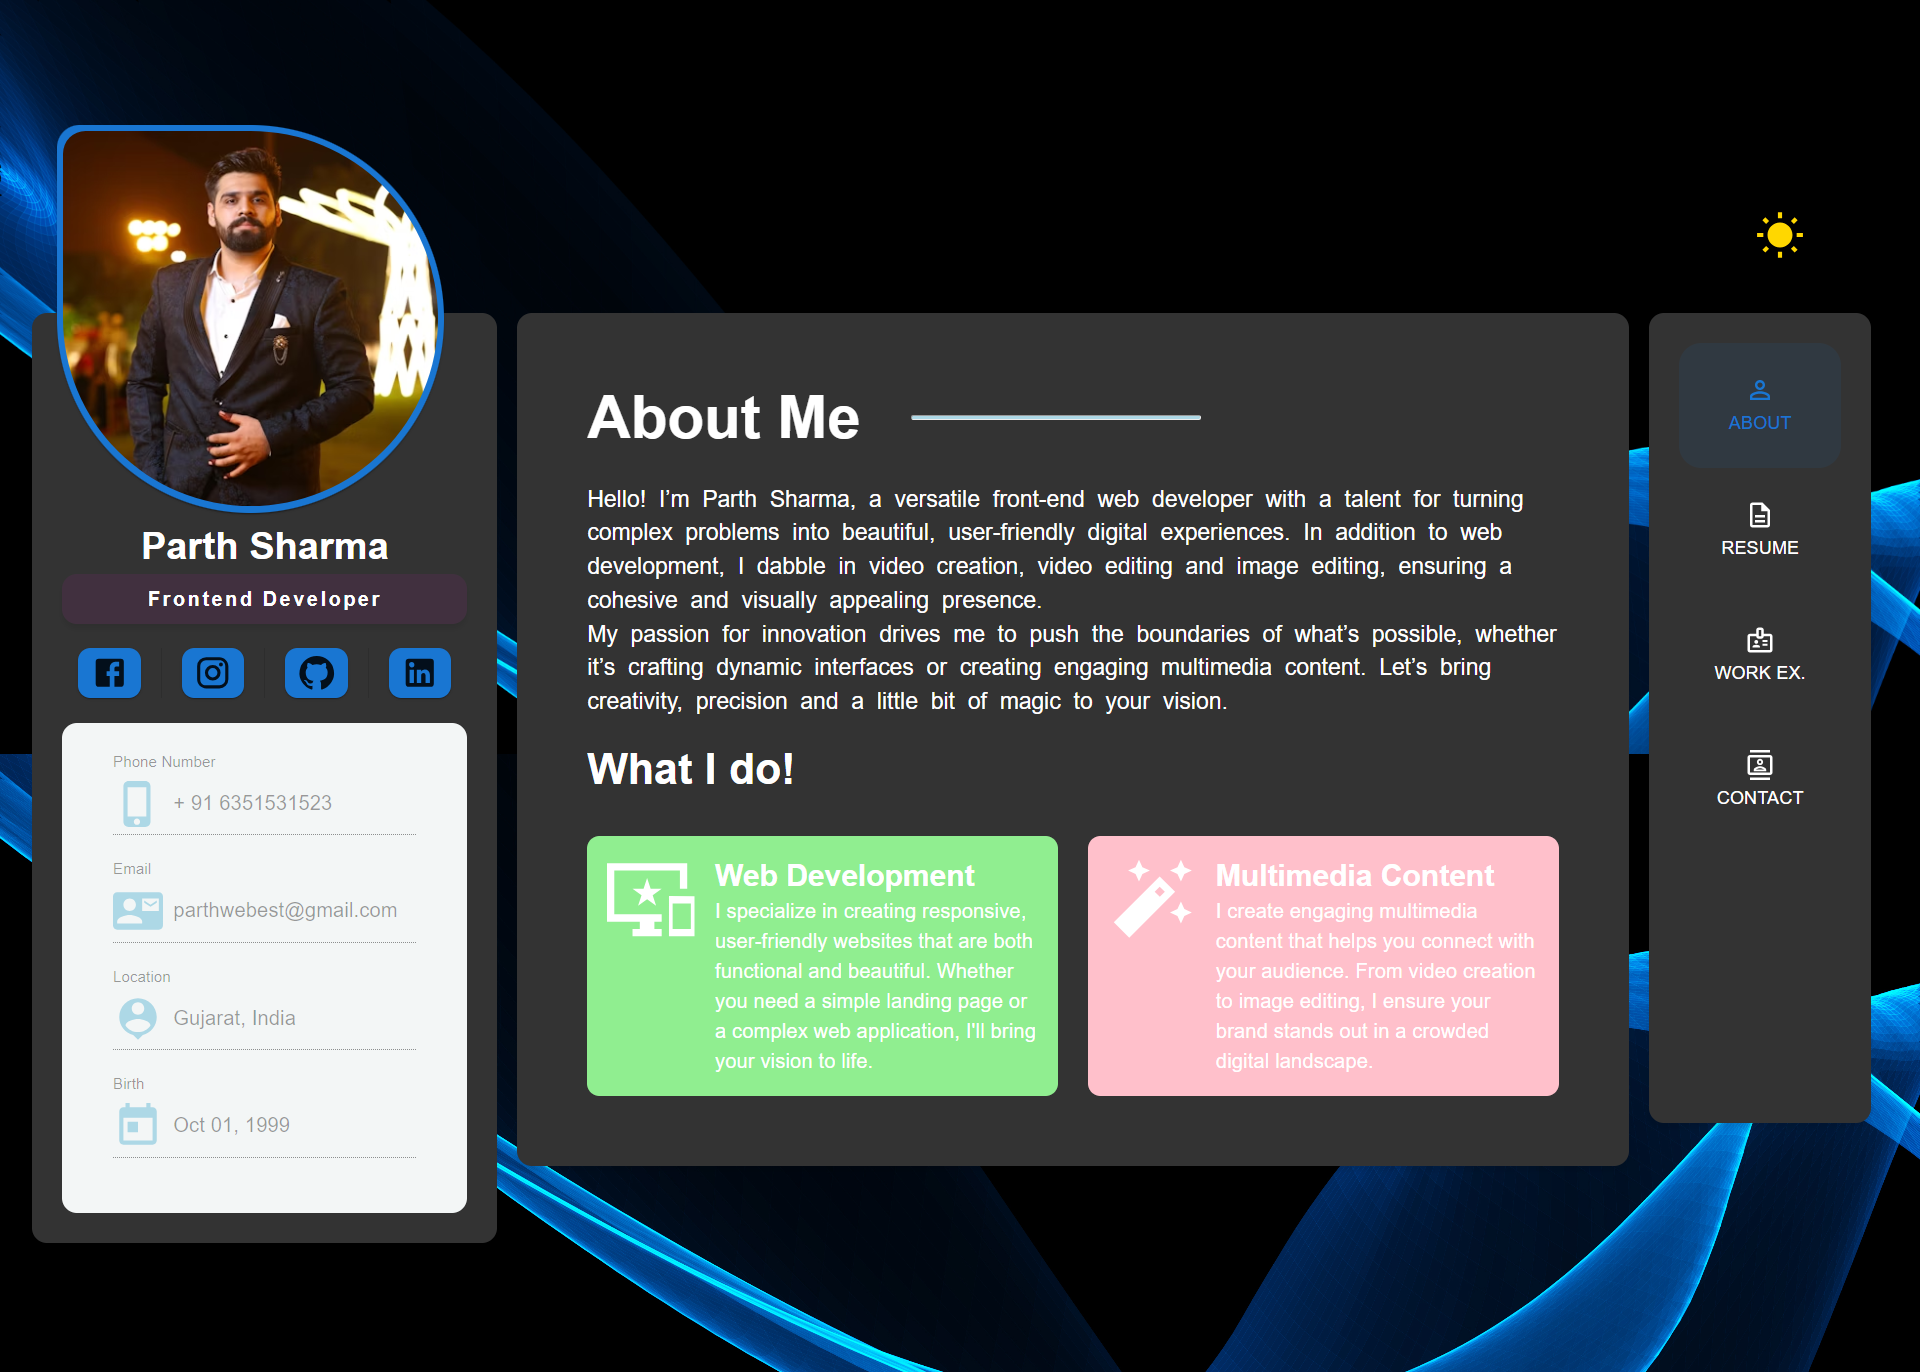 Parth Sharma
Frontend Developer
Phone Number
+ 91 6351531523
Email
parthwebest@gmail.com
Location
Gujarat, India
Birth
Oct 01, 1999
About Me
Hello! I’m Parth Sharma, a versatile front-end web developer with a talent for turning
complex problems into beautiful, user-friendly digital experiences. In addition to web
development, I dabble in video creation, video editing and image editing, ensuring a
cohesive and visually appealing presence.
My passion for innovation drives me to push the boundaries of what’s possible, whether
it’s crafting dynamic interfaces or creating engaging multimedia content. Let’s bring
creativity, precision and a little bit of magic to your vision.
What I do!
Web Development
I specialize in creating responsive,
user-friendly websites that are both
functional and beautiful. Whether
you need a simple landing page or
a complex web application, I'll bring
your vision to life.
Multimedia Content
I create engaging multimedia
content that helps you connect with
your audience. From video creation
to image editing, I ensure your
brand stands out in a crowded
digital landscape.
ABOUT
RESUME
WORK EX.
CONTACT